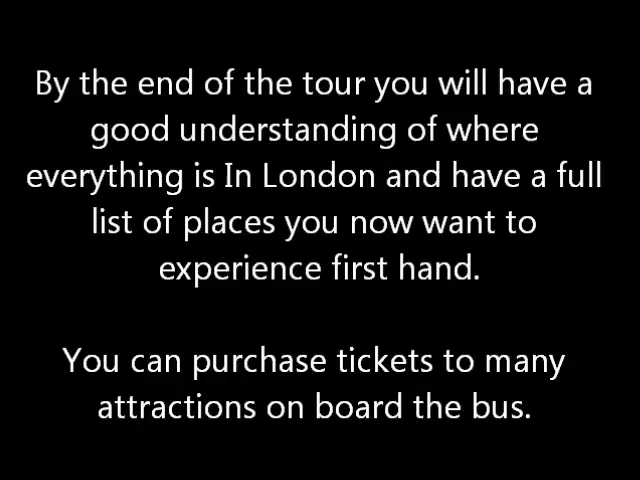 By the end of the tour you will have a
good understanding of where
everything is In London and have a full
list of places you now want to
experience first hand.
You can purchase tickets to many
attractions on board the bus.